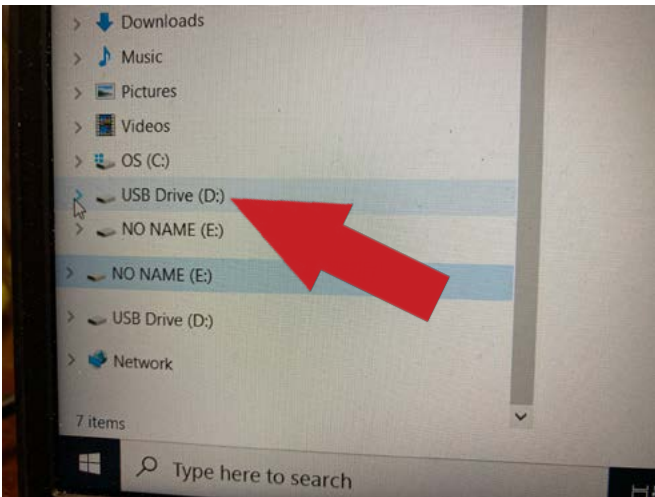 Downloads
Music
Pictures
Videos
OS (C:)
USB Drive (D:)
NO NAME (E:)
NO NAME (E:)
USB Drive (D:)
Network
7 items
Type here to search